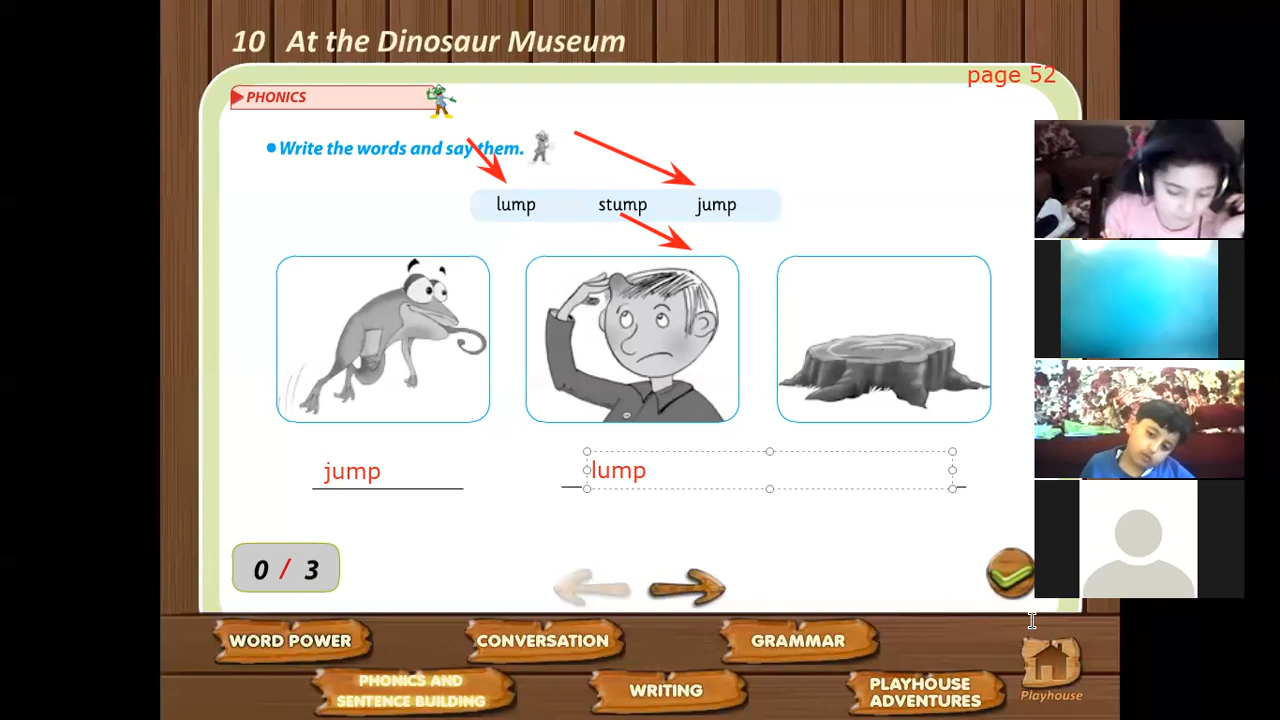 10 At the Dinosaur Museum
page 52
PHONICS
Write the words and say them.
lump stump jump
jump lump
0 / 3
WORD POWER CONVERSATION GRAMMAR
PHONICS AND SENTENCE BUILDING
WRITING
PLAYHOUSE ADVENTURES
Playhouse